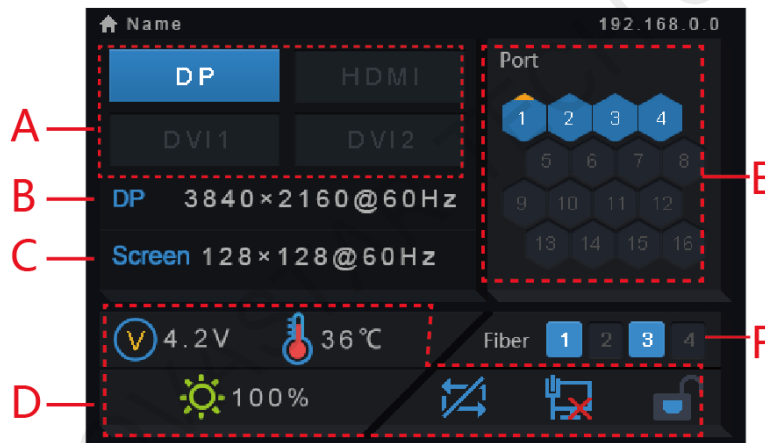 Name 192.168.0.0
DP HDMI
DVI1 DVI2
A
B
DP 3840×2160@60Hz
C
Screen 128×128@60Hz
Port
1 2 3 4
5 6 7 8
9 10 11 12
13 14 15 16
E
V 4.2V 36℃
Fiber 1 2 3 4
F
D
100%